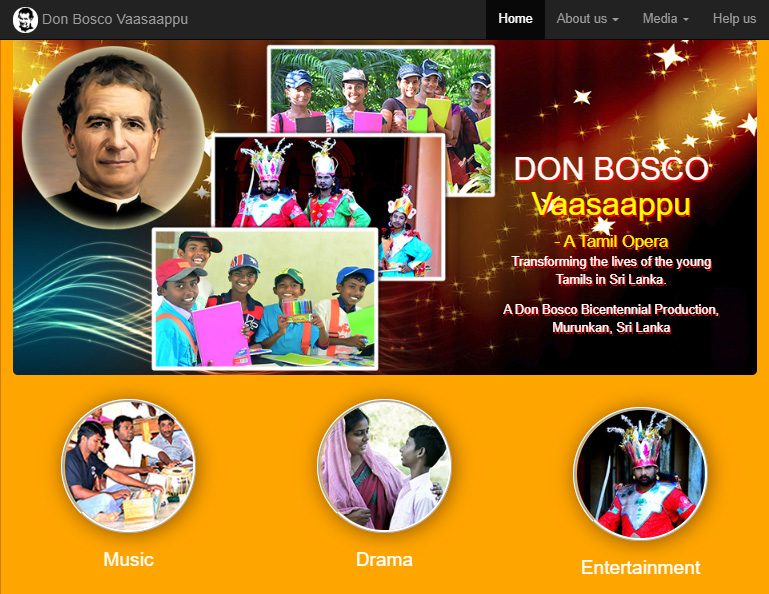 Don Bosco Vaasaappu
Home
About us
Media
Help us
DON BOSCO
Vaasaappu
- A Tamil Opera
Transforming the lives of the young
Tamils in Sri Lanka.
A Don Bosco Bicentennial Production,
Murunkan, Sri Lanka
Music
Drama
Entertainment